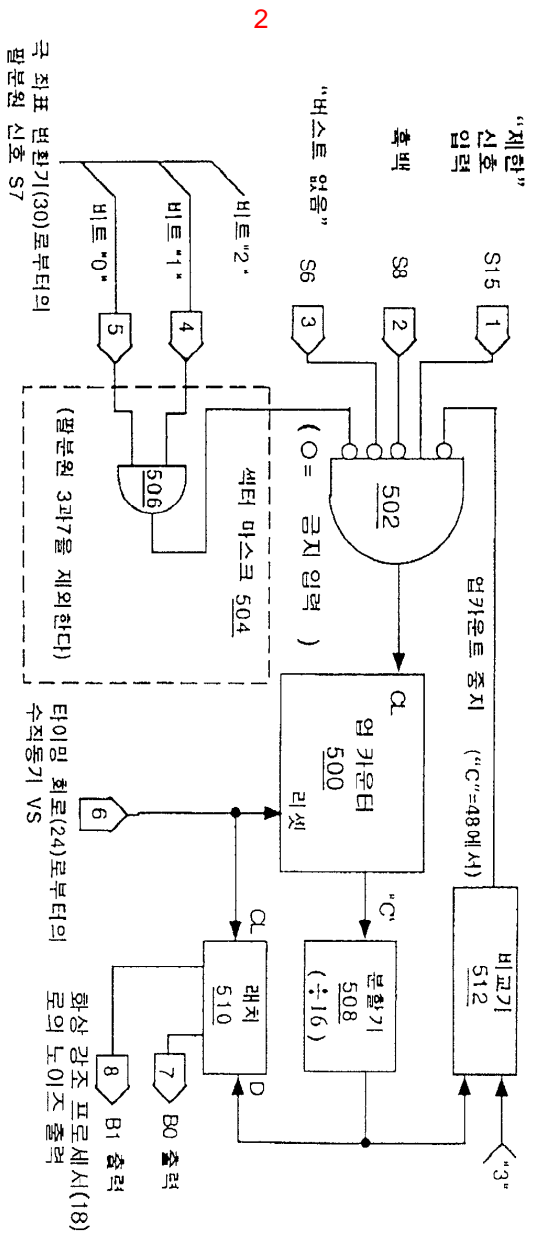 2
"제한"
신호
입력
S15
1
흑백
S8
2
"버스트 없음"
S6
3
비트"2"
비트"1"
비트"0"
4
5
극 좌표 변환기(30)로부터의
팔분원 신호 S7
502
(○= 금지 입력)
506
섹터 마스크 504
(팔분원 3과7을 제외한다)
업카운트 중지 ("C"=48에서)
CL
업 카운터
500
리셋
"C"
분할기
508
(÷16)
비교기
512
"3"
6
타이밍 회로(24)로부터의
수직동기 VS
CL
래치
510
D
7
B0 출력
8
B1 출력
화상 강조 프로세서(18)
로의 노이즈 출력